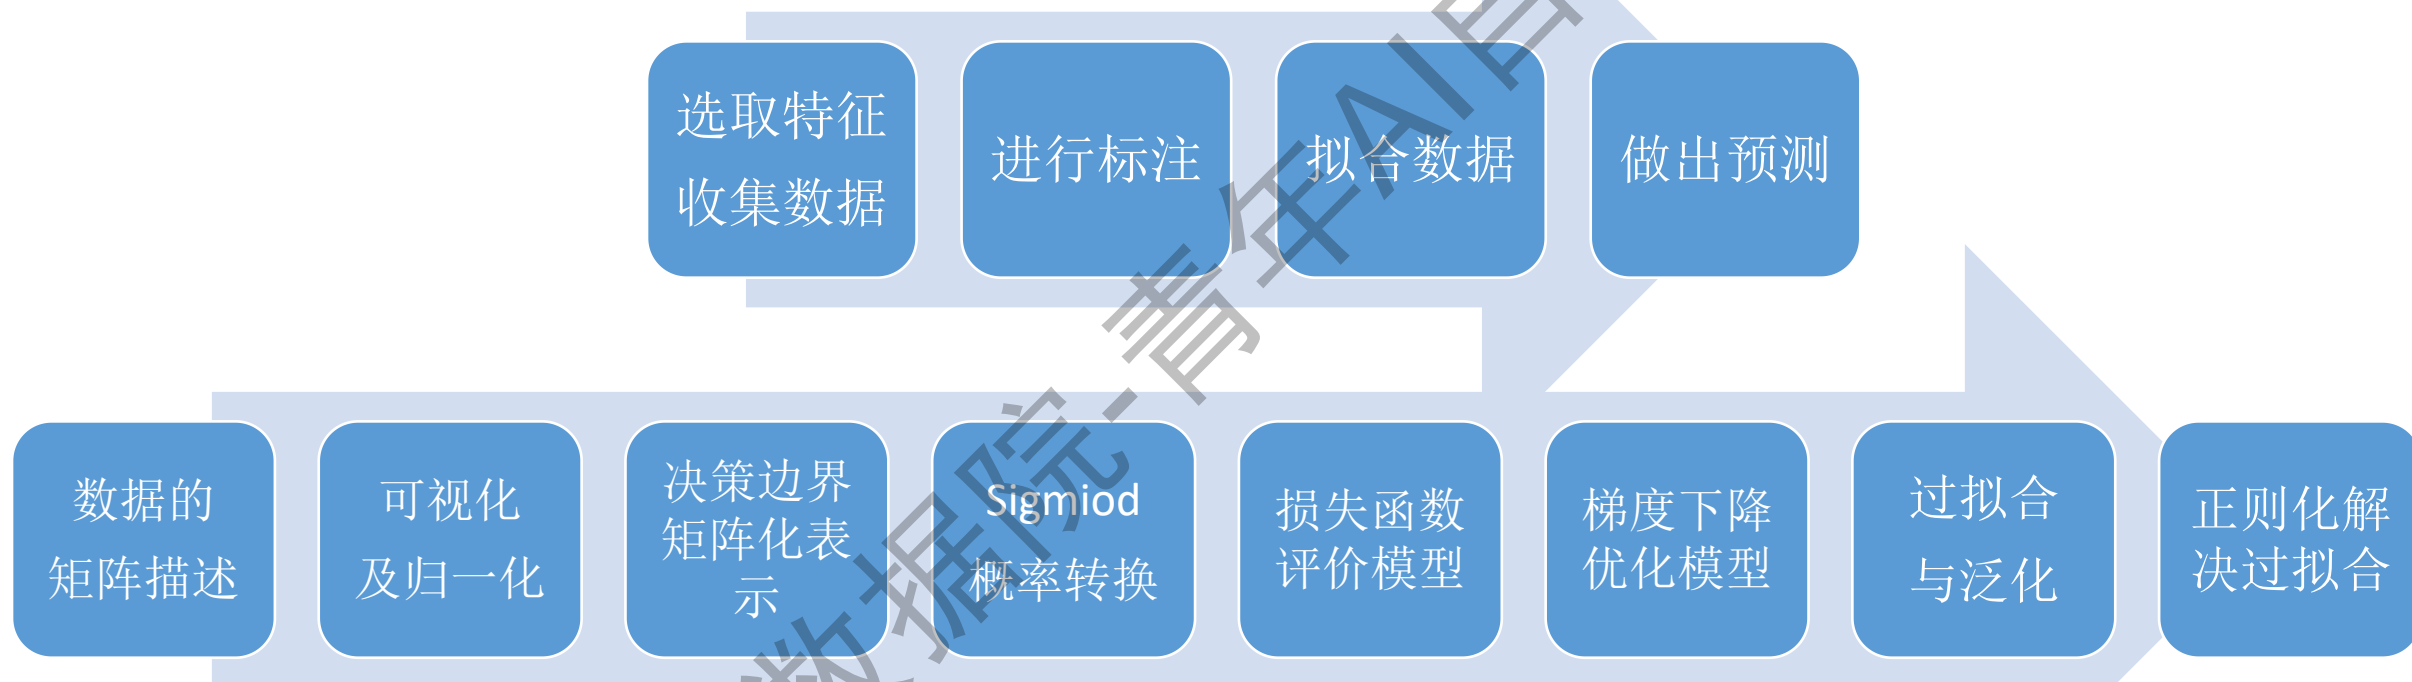 选取特征
收集数据
进行标注
拟合数据
做出预测
数据的
矩阵描述
可视化
及归一化
决策边界
矩阵化表
示
Sigmiod
概率转换
损失函数
评价模型
梯度下降
优化模型
过拟合
与泛化
正则化解
决过拟合
数据院-青年AI